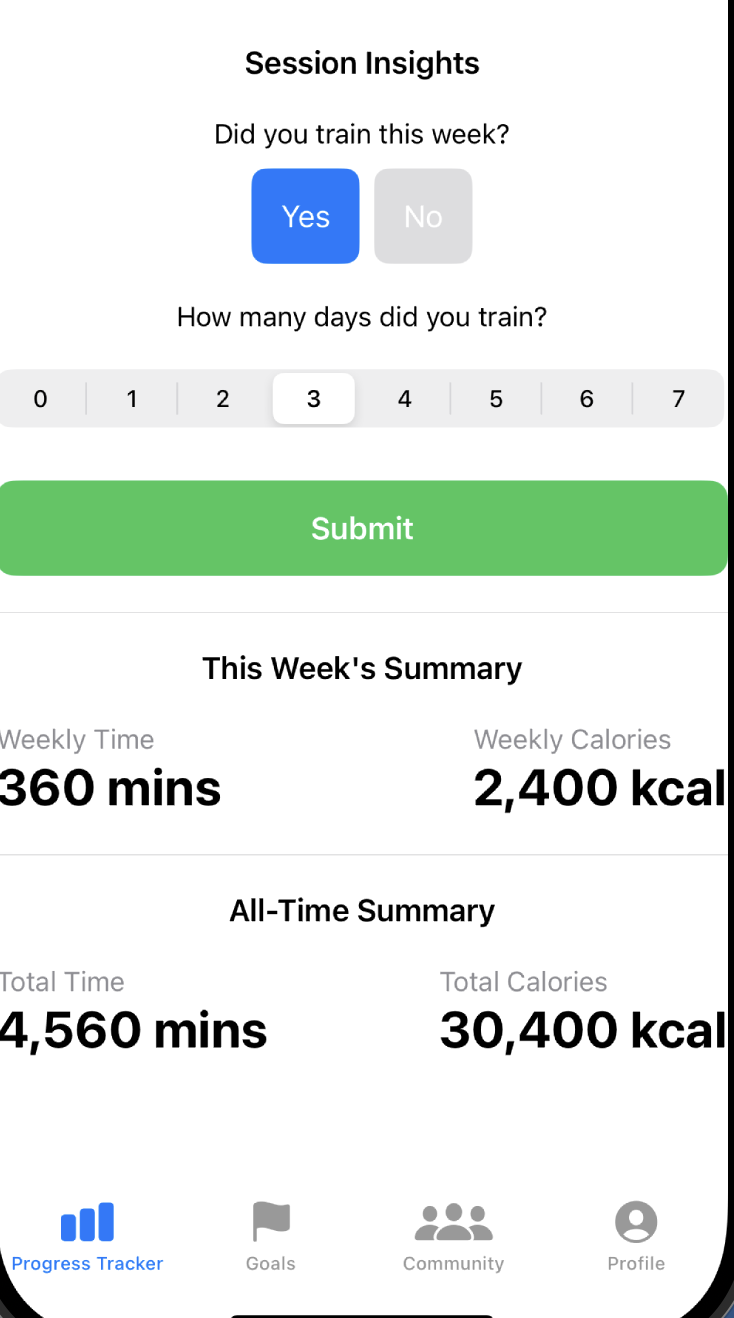 Session Insights
Did you train this week?
Yes No
How many days did you train?
0 1 2 3 4 5 6 7
Submit
This Week's Summary
Weekly Time Weekly Calories
360 mins 2,400 kcal
All-Time Summary
Total Time Total Calories
4,560 mins 30,400 kcal
Progress Tracker Goals Community Profile